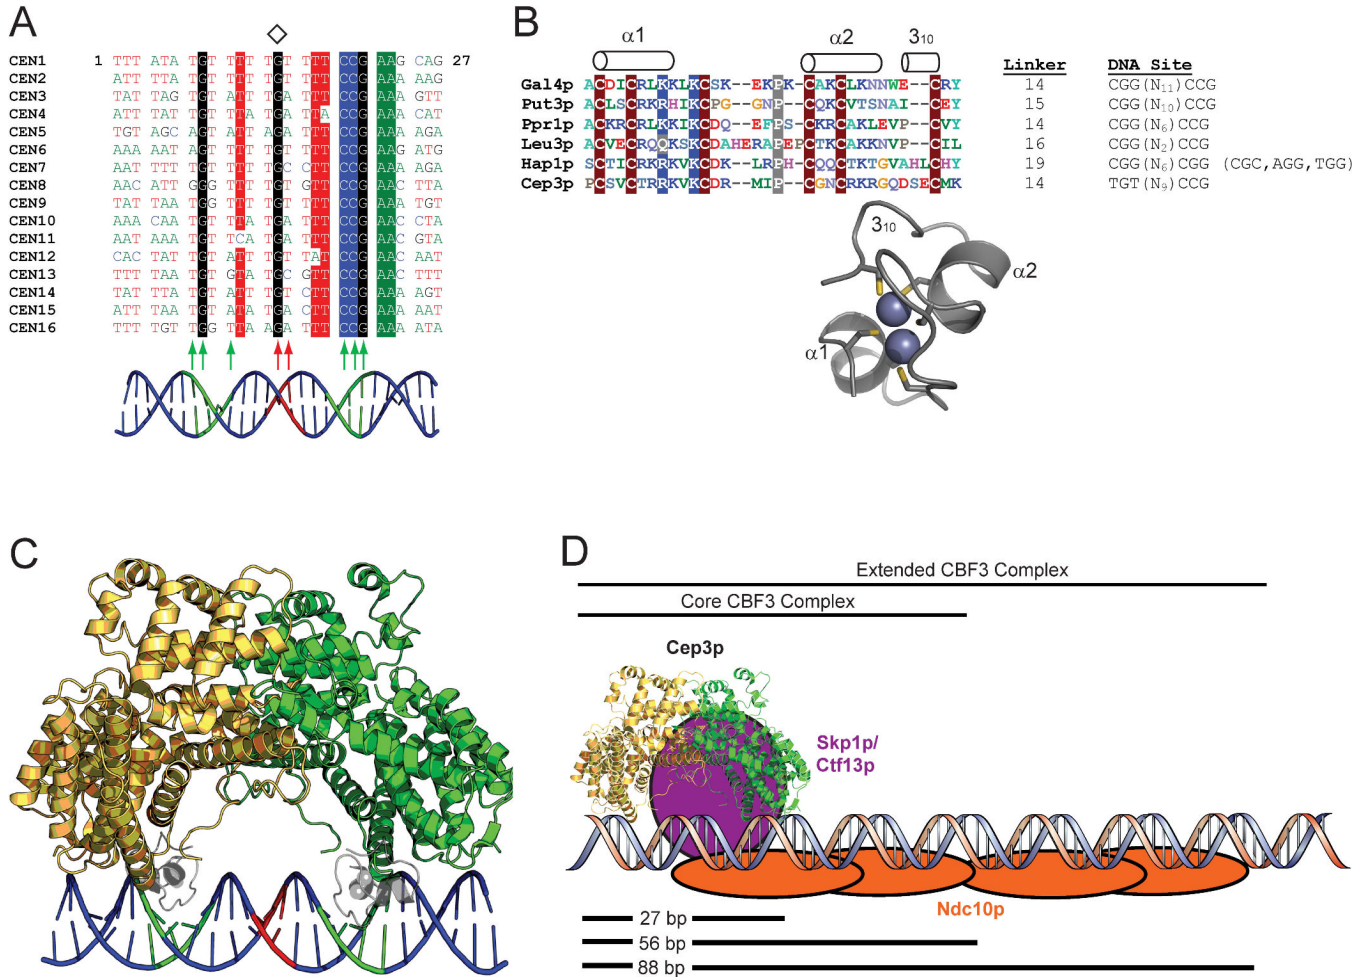 A
CEN1 1 TTT ATA TGT TTT TGT TTT CCG AAG CAG 27
CEN2 ATT TTA TGT TTA TGA TTT CCG AAA AAG
CEN3 TAT TAG TGT ATT TGA TTT CCG AAA GTT
CEN4 ATT TAT TGT TTA TGA TTA CCG AAA CAT
CEN5 TGT AGC AGT ATT AGA TTT CCG AAA AGA
CEN6 AAA AAT AGT TTT TGT TTT CCG AAG ATG
CEN7 AAT TAT TGT TTT TGC CTT CCG AAA AGA
CEN8 AAC ATT GGG TTT TGT GTT CCG AAC TTA
CEN9 TAT TAA TGG TTT TGT TTT CCG AAG ATG
CEN10 AAA CAA TGT TTA TGA TTT CCG AAC CTA
CEN11 AAT AAA TGT TCA TGA TTT CCG AAC GTA
CEN12 CAC TAT TGT ATT TGT TAT CCG AAC AAT
CEN13 TTT TAA TGT GTA TGC GTT CCG AAC TTT
CEN14 TAT TTA TGT ATT TGT CTT CCG AAA AGT
CEN15 ATT TAA TGT ATT TGA CTT CCG AAA AAT
CEN16 TTT TGT TGG TTA AGA TTT CCG AAA ATA
B
α1 α2 3₁₀ Linker DNA Site
Gal4p ACDICRLKKLKCSK--EKPK-CAKCLKNNWE--CRY 14 CGG(N₁₁)CCG
Put3p ACLSCRKRHIKCPG--GNP-CQKCVTSNAI--CEY 15 CGG(N₁₀)CCG
Ppr1p ACKRCRLKKIKCDQ--EFPS-CKRCAKLEVP--CVY 14 CGG(N₆)CCG
Leu3p ACVECRQQKSKCDAHERAPEPCTKCAKKNVP--CIL 16 CGG(N₂)CCG
Hap1p SCTICRKRKVKCDK--LRPH-CQQCTKTGVAHLCHY 19 CGG(N₆)CGG (CGC,AGG,TGG)
Cep3p PCSVCTRRKVKCDR--MIP-CGNCRKRGQDSECMK 14 TGT(N₉)CCG
3₁₀
α2
α1
C
D
Extended CBF3 Complex
Core CBF3 Complex
Cep3p
Skp1p/
Ctf13p
Ndc10p
27 bp
56 bp
88 bp